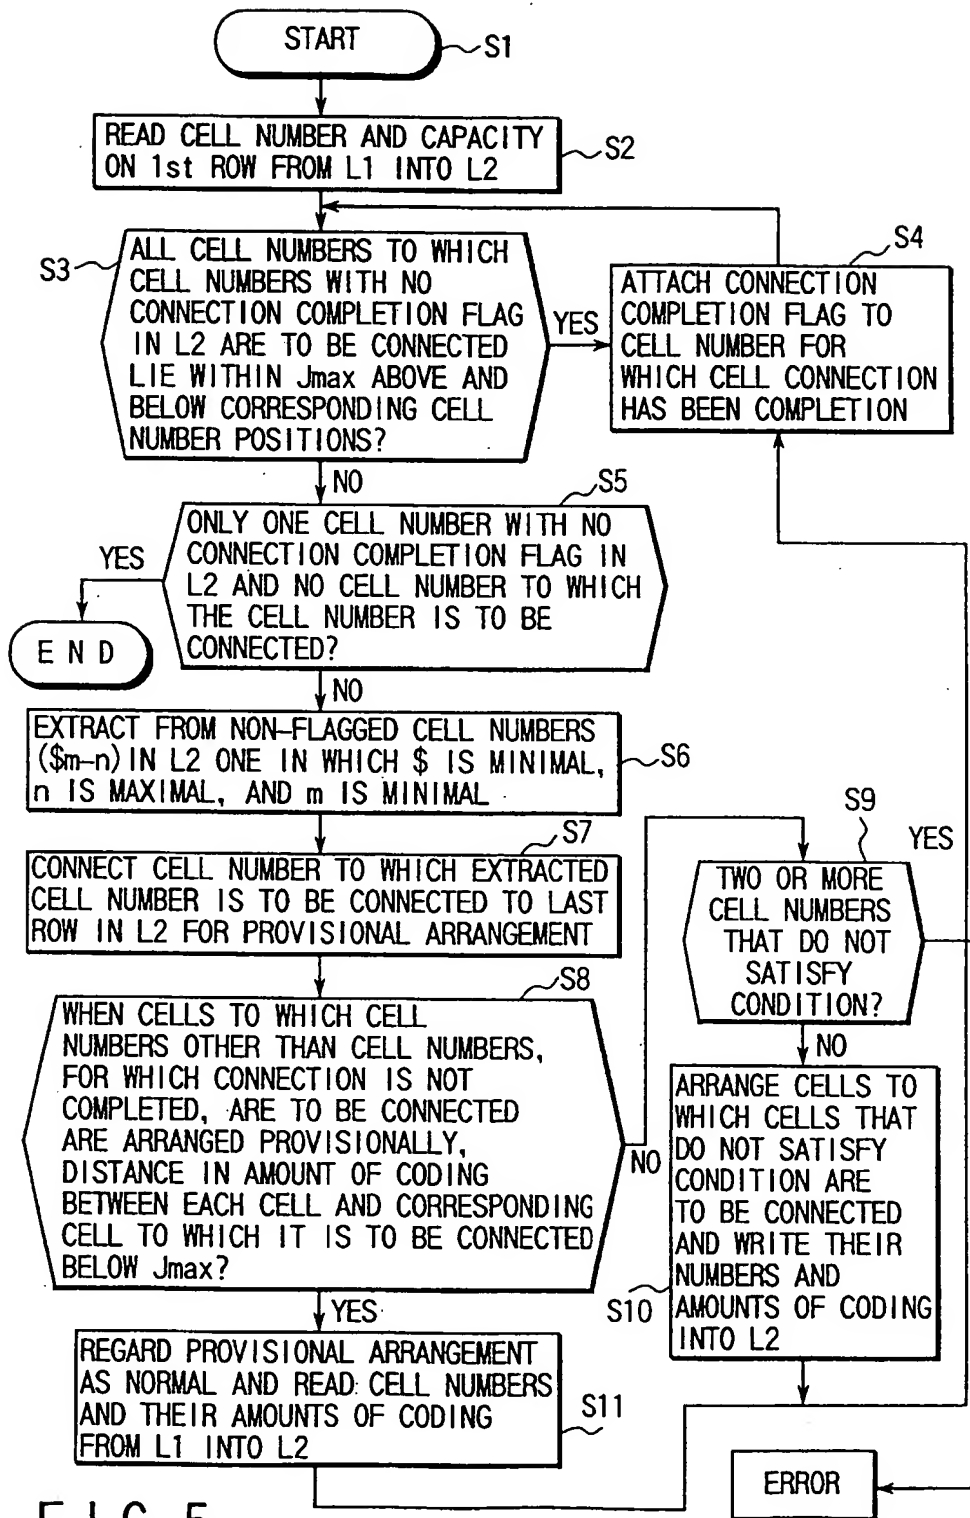 START
S1
READ CELL NUMBER AND CAPACITY
ON 1st ROW FROM L1 INTO L2
S2
S3
ALL CELL NUMBERS TO WHICH
CELL NUMBERS WITH NO
CONNECTION COMPLETION FLAG
IN L2 ARE TO BE CONNECTED
LIE WITHIN Jmax ABOVE AND
BELOW CORRESPONDING CELL
NUMBER POSITIONS?
YES
S4
ATTACH CONNECTION
COMPLETION FLAG TO
CELL NUMBER FOR
WHICH CELL CONNECTION
HAS BEEN COMPLETION
NO
S5
ONLY ONE CELL NUMBER WITH NO
CONNECTION COMPLETION FLAG IN
L2 AND NO CELL NUMBER TO WHICH
THE CELL NUMBER IS TO BE
CONNECTED?
YES
END
NO
EXTRACT FROM NON-FLAGGED CELL NUMBERS
($m-n) IN L2 ONE IN WHICH $ IS MINIMAL,
n IS MAXIMAL, AND m IS MINIMAL
S6
S7
CONNECT CELL NUMBER TO WHICH EXTRACTED
CELL NUMBER IS TO BE CONNECTED TO LAST
ROW IN L2 FOR PROVISIONAL ARRANGEMENT
S8
WHEN CELLS TO WHICH CELL
NUMBERS OTHER THAN CELL NUMBERS,
FOR WHICH CONNECTION IS NOT
COMPLETED, ARE TO BE CONNECTED
ARE ARRANGED PROVISIONALLY,
DISTANCE IN AMOUNT OF CODING
BETWEEN EACH CELL AND CORRESPONDING
CELL TO WHICH IT IS TO BE CONNECTED
BELOW Jmax?
NO
S9
YES
TWO OR MORE
CELL NUMBERS
THAT DO NOT
SATISFY
CONDITION?
NO
ARRANGE CELLS TO
WHICH CELLS THAT
DO NOT SATISFY
CONDITION ARE
TO BE CONNECTED
AND WRITE THEIR
NUMBERS AND
AMOUNTS OF CODING
INTO L2
S10
YES
REGARD PROVISIONAL ARRANGEMENT
AS NORMAL AND READ CELL NUMBERS
AND THEIR AMOUNTS OF CODING
FROM L1 INTO L2
S11
ERROR
FIG. 5